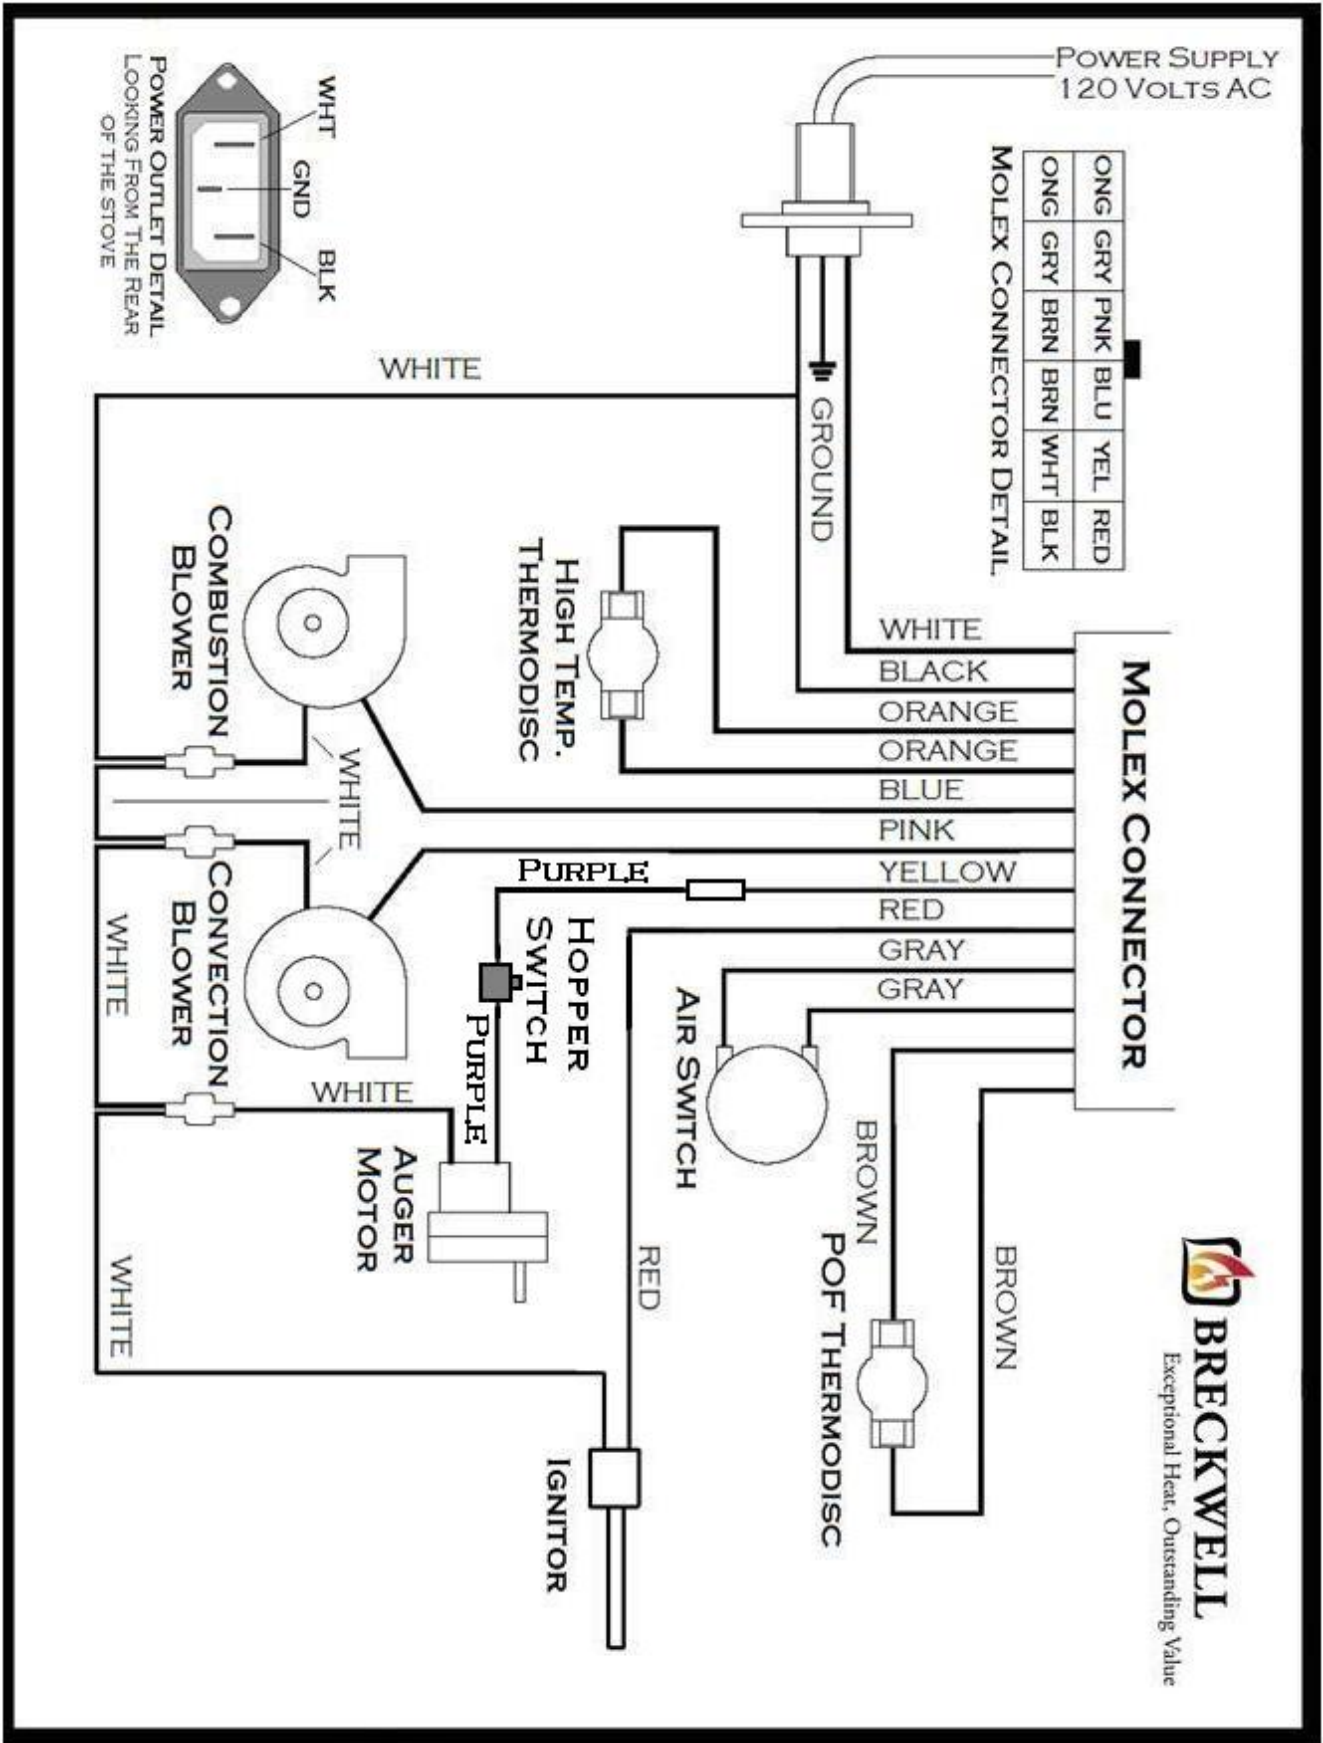 POWER SUPPLY
120 VOLTS AC
ONG GRY PNK BLU YEL RED
ONG GRY BRN BRN WHT BLK
MOLEX CONNECTOR DETAIL
WHT
GND
BLK
POWER OUTLET DETAIL
LOOKING FROM THE REAR
OF THE STOVE
WHITE
GROUND
HIGH TEMP.
THERMODISC
COMBUSTION
BLOWER
WHITE
BLACK
ORANGE
ORANGE
BLUE
PINK
YELLOW
RED
GRAY
GRAY
MOLEX CONNECTOR
WHITE
PURPLE
HOPPER
SWITCH
PURPLE
CONVECTION
BLOWER
WHITE
WHITE
AIR SWITCH
AUGER
MOTOR
BROWN
BROWN
POF THERMODISC
RED
WHITE
IGNITOR
BRECKWELL
Exceptional Heat, Outstanding Value